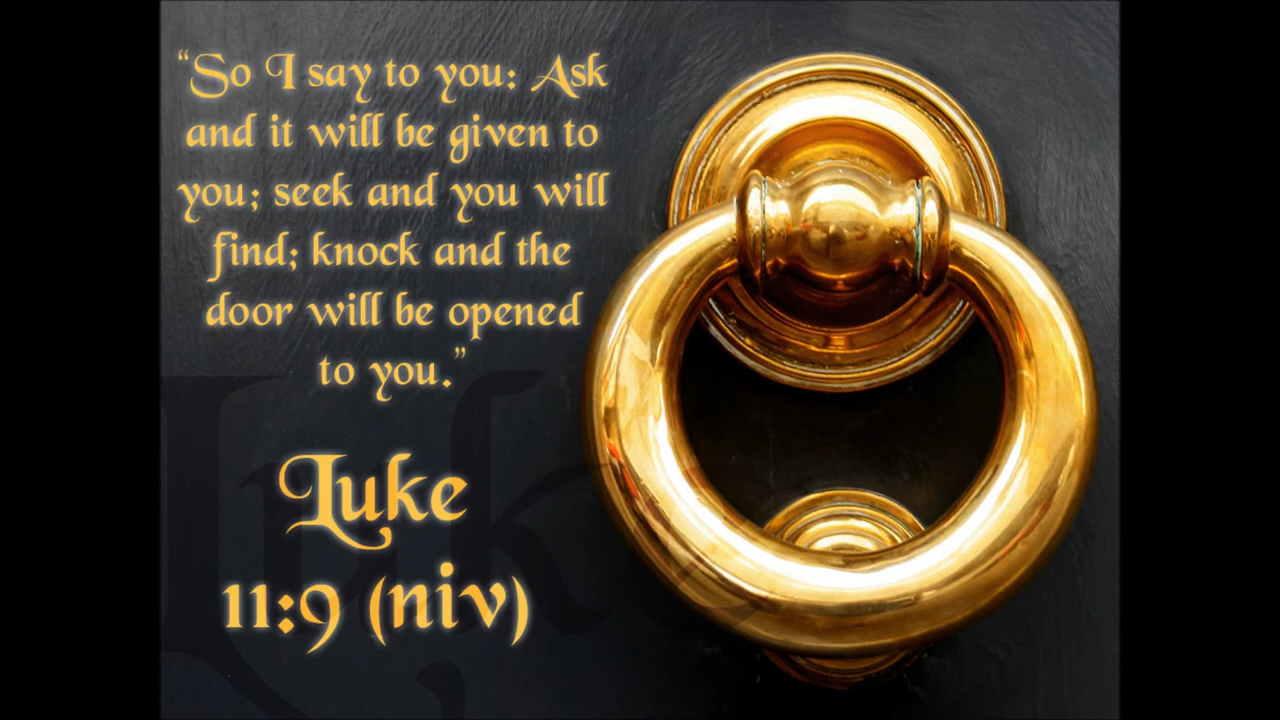 “So I say to you: Ask
and it will be given to
you; seek and you will
find; knock and the
door will be opened
to you.”
Luke
11:9 (niv)
Luke